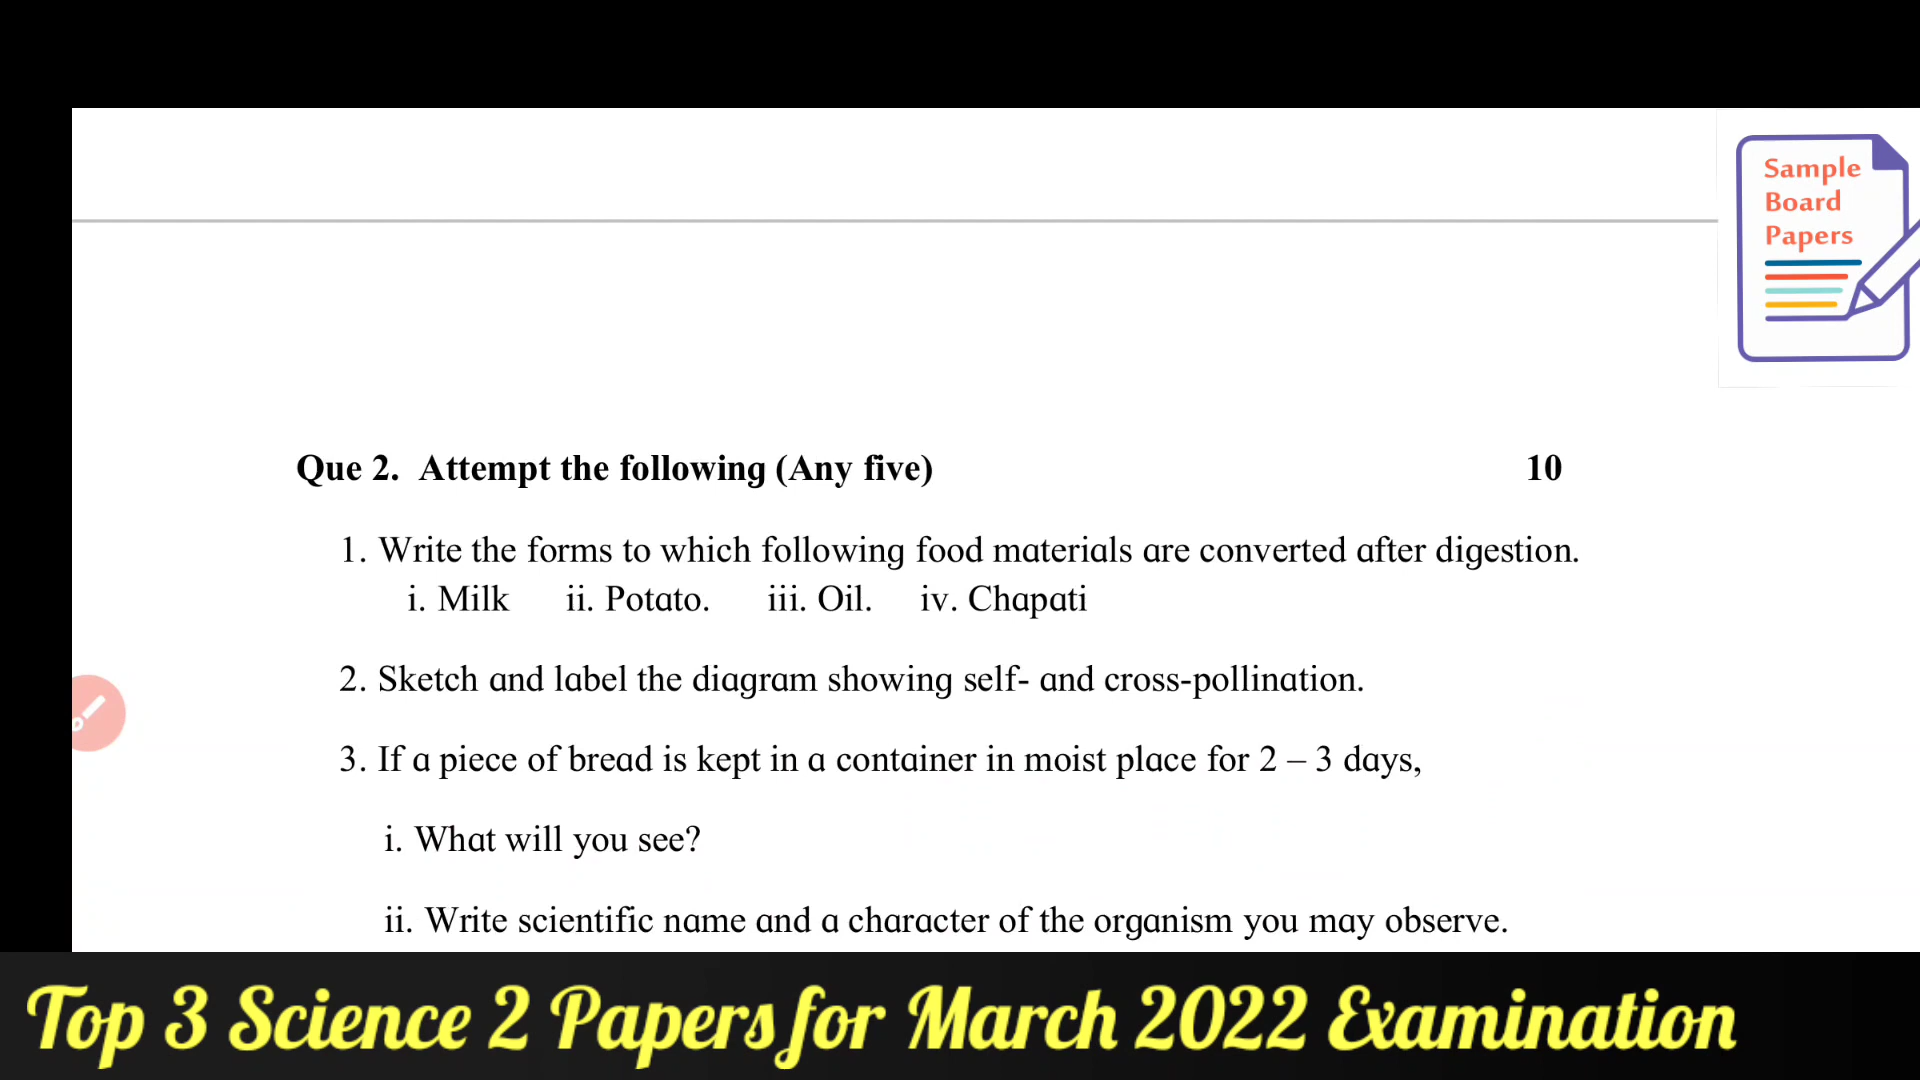 Sample
Board
Papers
Que 2. Attempt the following (Any five) 10
1. Write the forms to which following food materials are converted after digestion.
i. Milk ii. Potato. iii. Oil. iv. Chapati
2. Sketch and label the diagram showing self- and cross-pollination.
3. If a piece of bread is kept in a container in moist place for 2 – 3 days,
i. What will you see?
ii. Write scientific name and a character of the organism you may observe.
Top 3 Science 2 Papers for March 2022 Examination